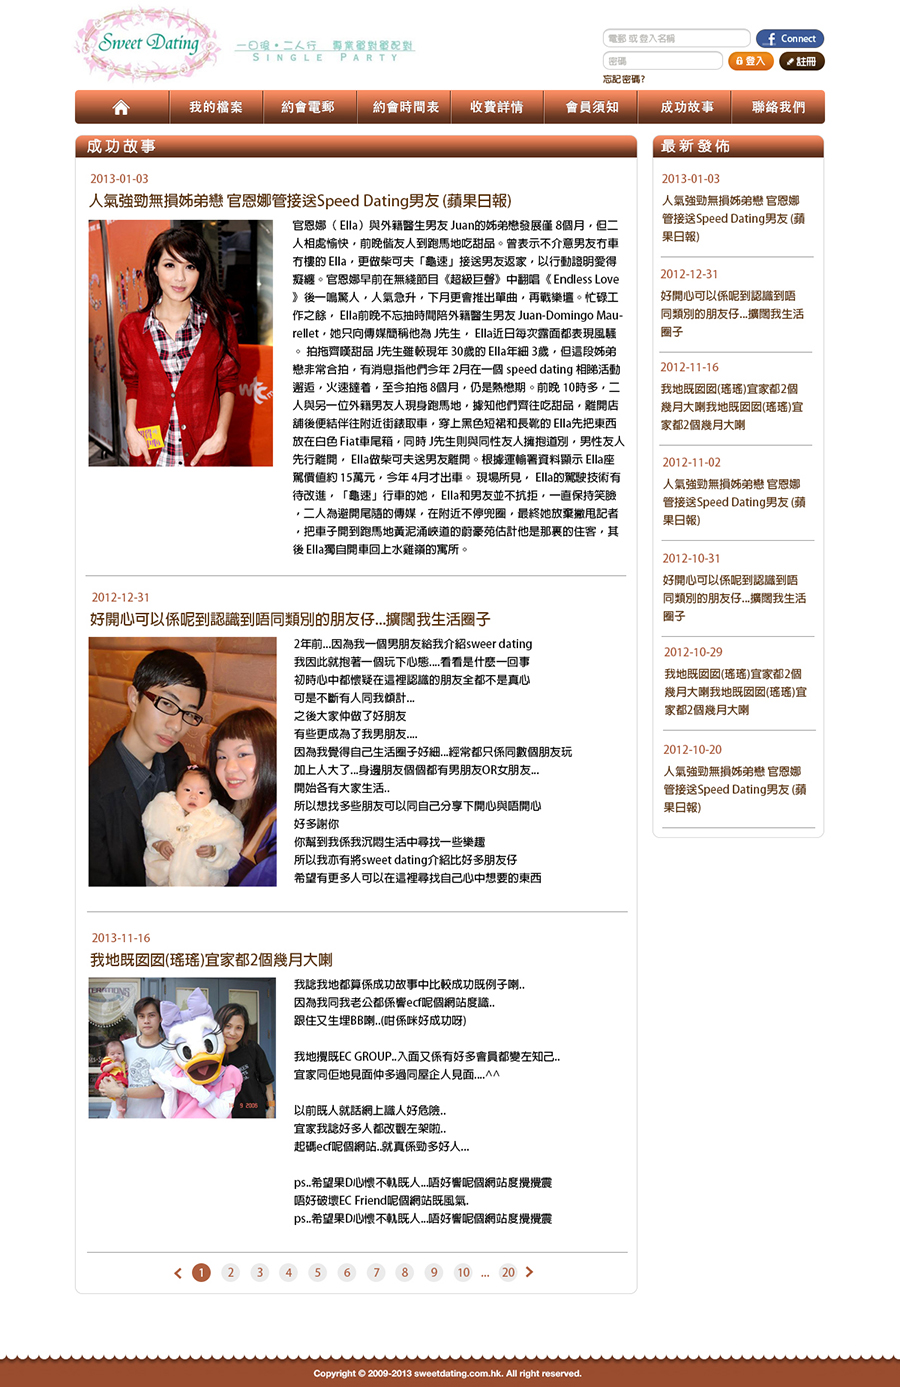 Sweet Dating
一日後・二人行 專業單對單配對
SINGLE PARTY
電郵 或 登入名稱
Connect
密碼
登入
註冊
忘記密碼?
我的檔案
約會電郵
約會時間表
收費詳情
會員須知
成功故事
聯絡我們
成功故事
2013-01-03
人氣強勁無損姊弟戀 官恩娜管接送Speed Dating男友 (蘋果日報)
官恩娜（ Ella）與外籍醫生男友 Juan的姊弟戀發展僅 8個月，但二
人相處愉快，前晚偕友人到跑馬地吃甜品。曾表示不介意男友冇車
冇樓的 Ella，更做柴可夫「龜速」接送男友返家，以行動證明愛得
癡纏。官恩娜早前在無綫節目《超級巨聲》中翻唱《 Endless Love
》後一鳴驚人，人氣急升，下月更會推出單曲，再戰樂壇。忙碌工
作之餘， Ella前晚不忘抽時間陪外籍醫生男友 Juan-Domingo Mau-
rellet，她只向傳媒簡稱他為 J先生， Ella近日每次露面都表現風騷
。 拍拖齊嘆甜品 J先生雖較現年 30歲的 Ella年細 3歲，但這段姊弟
戀非常合拍，有消息指他們今年 2月在一個 speed dating 相睇活動
邂逅，火速撻着，至今拍拖 8個月，仍是熱戀期。前晚 10時多，二
人與另一位外籍男友人現身跑馬地，據知他們齊往吃甜品，離開店
舖後便結伴往附近街錶取車，穿上黑色短裙和長靴的 Ella先把東西
放在白色 Fiat車尾箱，同時 J先生則與同性友人擁抱道別，男性友人
先行離開， Ella做柴可夫送男友離開。根據運輸署資料顯示 Ella座
駕價值約 15萬元，今年 4月才出車。 現場所見， Ella的駕駛技術有
待改進，「龜速」行車的她， Ella和男友並不抗拒，一直保持笑臉
，二人為避開尾隨的傳媒，在附近不停兜圈，最終她放棄撇甩記者
，把車子開到跑馬地黃泥涌峽道的蔚豪苑估計他是那裏的住客，其
後 Ella獨自開車回上水雞嶺的寓所。
2012-12-31
好開心可以係呢到認識到唔同類別的朋友仔...擴闊我生活圈子
2年前...因為我一個男朋友給我介紹sweer dating
我因此就抱著一個玩下心態....看看是什麼一回事
初時心中都懷疑在這裡認識的朋友全都不是真心
可是不斷有人同我傾計...
之後大家仲做了好朋友
有些更成為了我男朋友....
因為我覺得自己生活圈子好細...經常都只係同數個朋友玩
加上人大了...身邊朋友個個都有男朋友OR女朋友...
開始各有大家生活..
所以想找多些朋友可以同自己分享下開心與唔開心
好多謝你
你幫到我係我沉悶生活中尋找一些樂趣
所以我亦有將sweet dating介紹比好多朋友仔
希望有更多人可以在這裡尋找自己心中想要的東西
2013-11-16
我地既囡囡(瑤瑤)宜家都2個幾月大喇
我諗我地都算係成功故事中比較成功既例子喇..
因為我同我老公都係響ecf呢個網站度識..
跟住又生埋BB喇..(咁係咪好成功呀)
我地攪既EC GROUP..入面又係有好多會員都變左知己..
宜家同佢地見面仲多過同屋企人見面....^^
以前既人就話網上識人好危險..
宜家我諗好多人都改觀左架啦..
起碼ecf呢個網站..就真係勁多好人...
ps..希望果D心懷不軌既人...唔好響呢個網站度攪攪震
唔好破壞EC Friend呢個網站既風氣.
ps..希望果D心懷不軌既人...唔好響呢個網站度攪攪震
1 2 3 4 5 6 7 8 9 10 ... 20
最新發佈
2013-01-03
人氣強勁無損姊弟戀 官恩娜
管接送Speed Dating男友 (蘋
果日報)
2012-12-31
好開心可以係呢到認識到唔
同類別的朋友仔...擴闊我生活
圈子
2012-11-16
我地既囡囡(瑤瑤)宜家都2個
幾月大喇我地既囡囡(瑤瑤)宜
家都2個幾月大喇
2012-11-02
人氣強勁無損姊弟戀 官恩娜
管接送Speed Dating男友 (蘋
果日報)
2012-10-31
好開心可以係呢到認識到唔
同類別的朋友仔...擴闊我生活
圈子
2012-10-29
我地既囡囡(瑤瑤)宜家都2個
幾月大喇我地既囡囡(瑤瑤)宜
家都2個幾月大喇
2012-10-20
人氣強勁無損姊弟戀 官恩娜
管接送Speed Dating男友 (蘋
果日報)
Copyright © 2009-2013 sweetdating.com.hk. All right reserved.